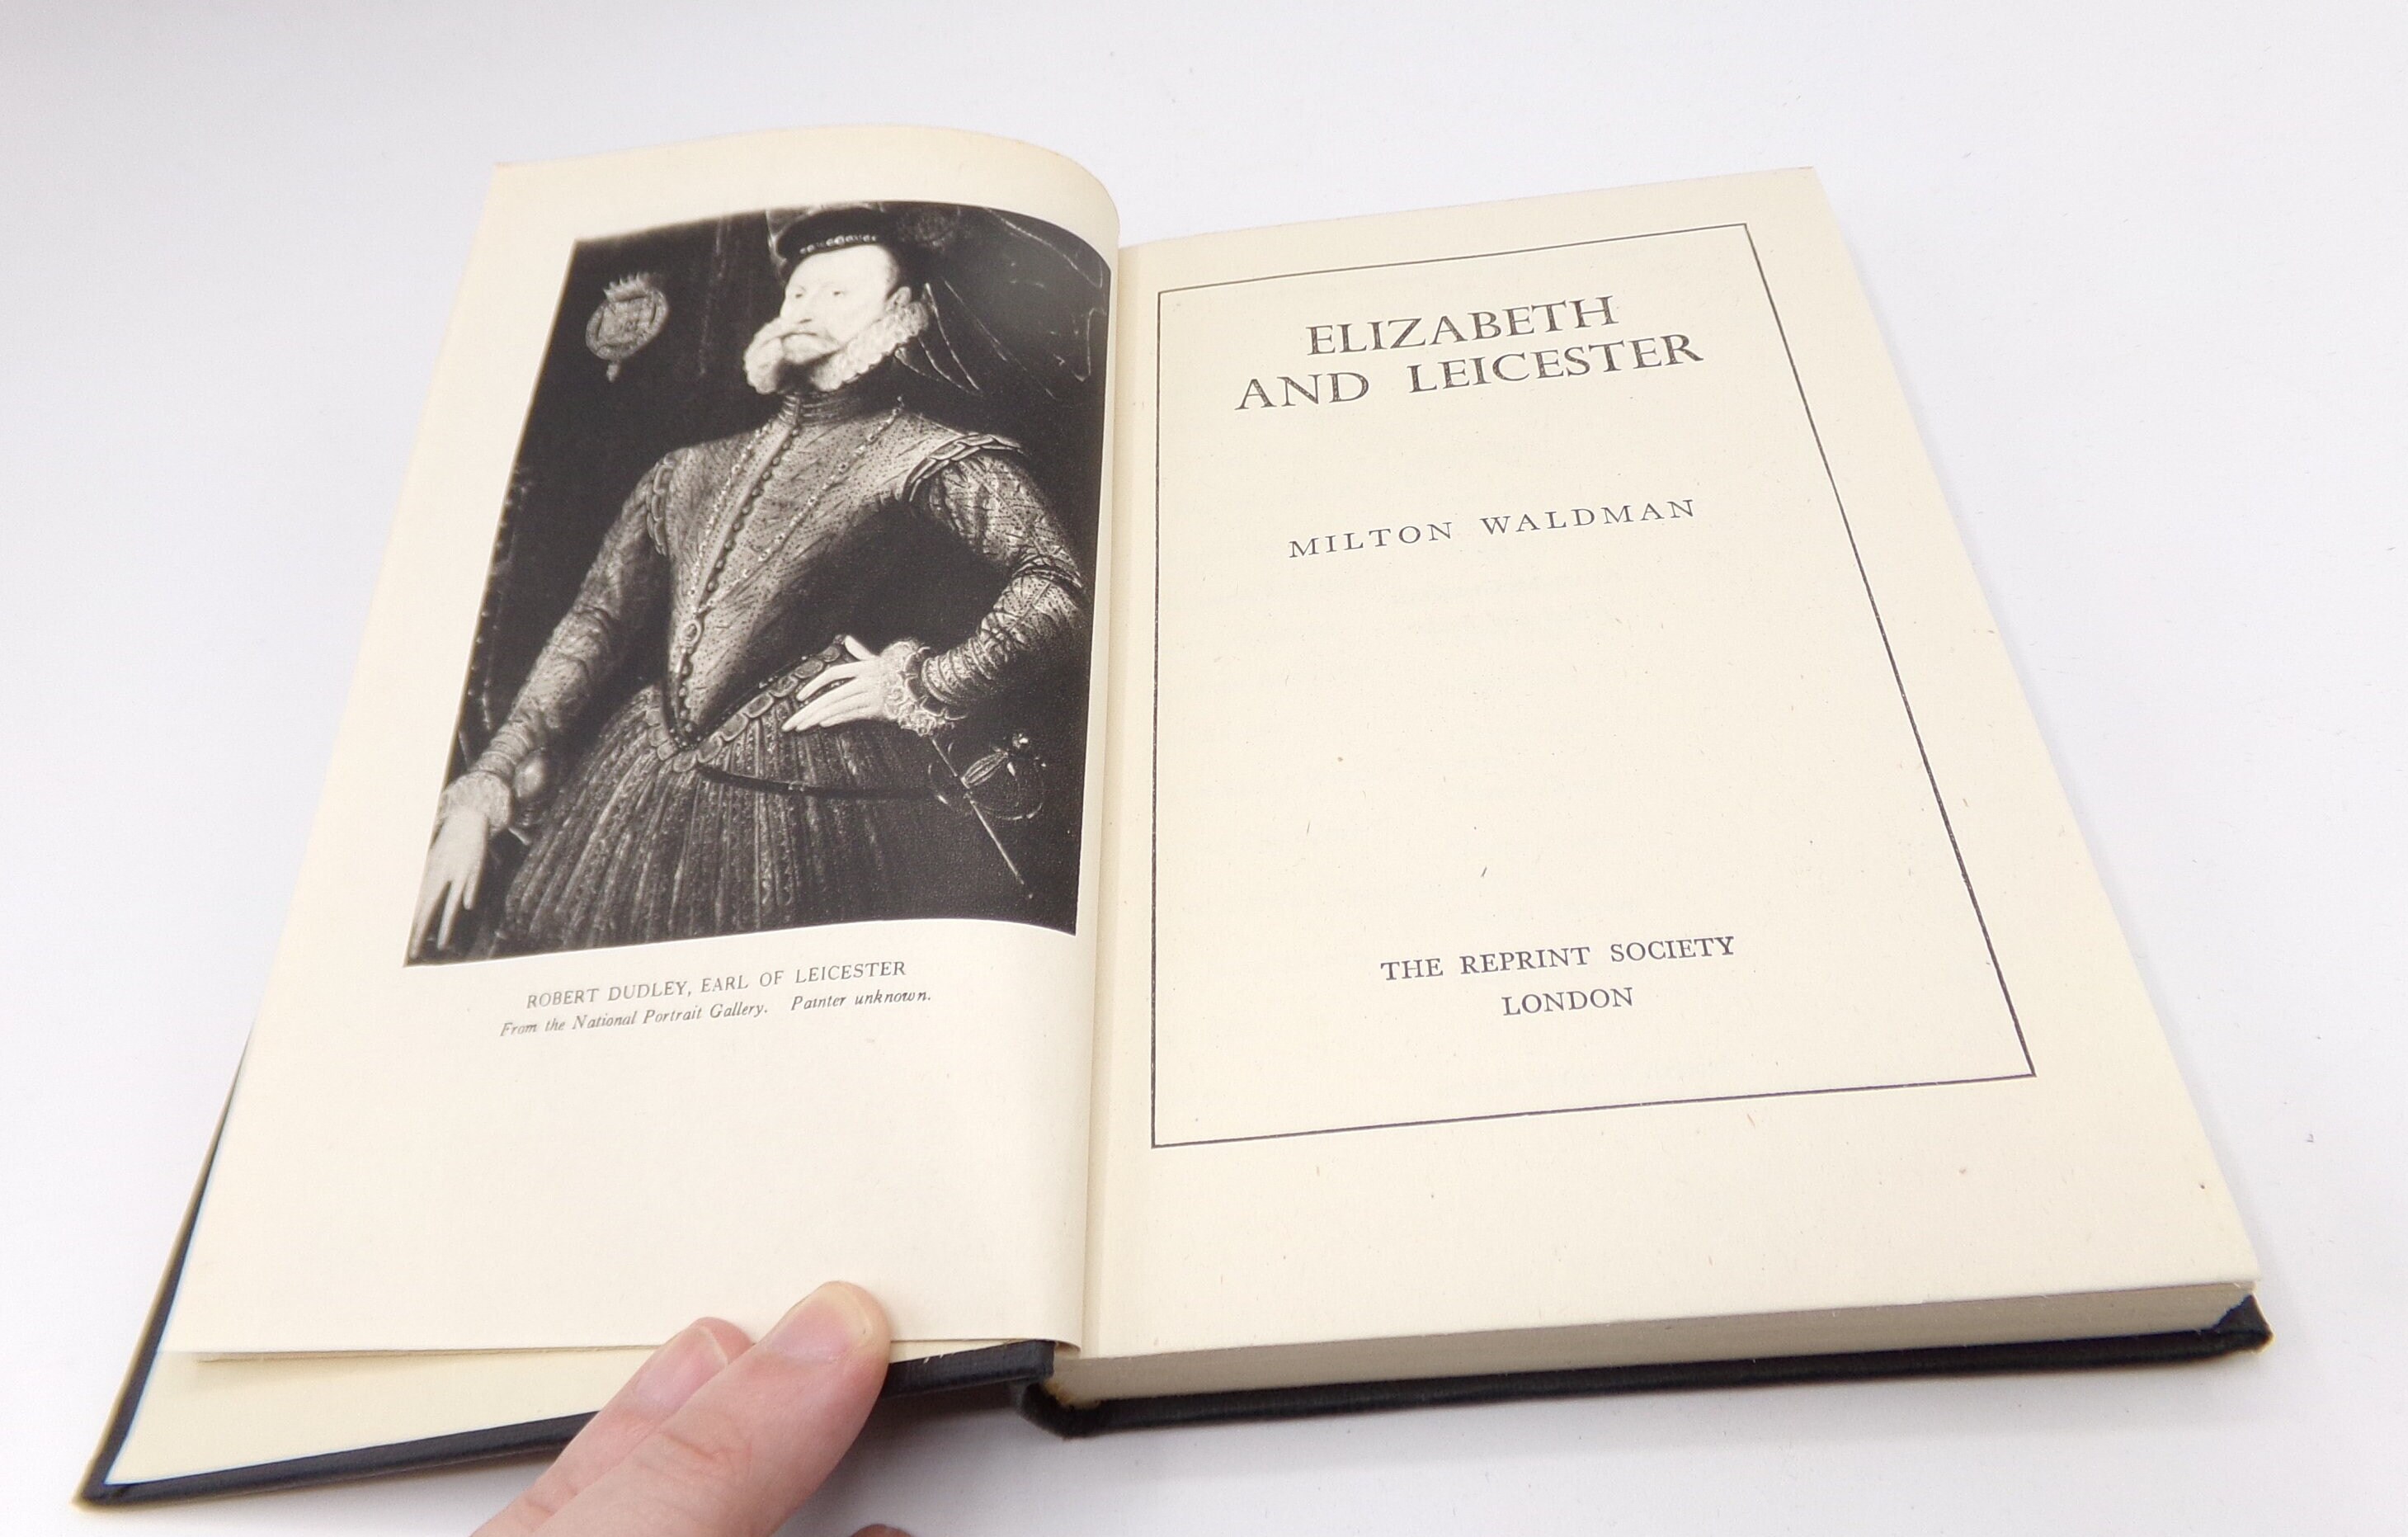 ROBERT DUDLEY, EARL OF LEICESTER
From the National Portrait Gallery. Painter unknown.
ELIZABETH
AND LEICESTER
MILTON WALDMAN
THE REPRINT SOCIETY
LONDON